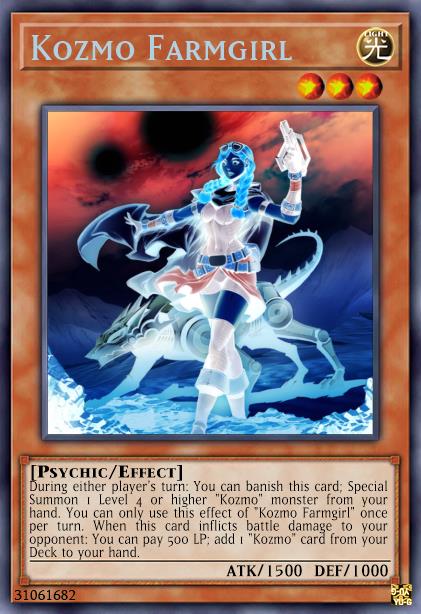 Kozmo Farmgirl
LIGHT
光
[Psychic/Effect]
During either player's turn: You can banish this card; Special
Summon 1 Level 4 or higher "Kozmo" monster from your
hand. You can only use this effect of "Kozmo Farmgirl" once
per turn. When this card inflicts battle damage to your
opponent: You can pay 500 LP; add 1 "Kozmo" card from your
Deck to your hand.
ATK/1500 DEF/1000
31061682